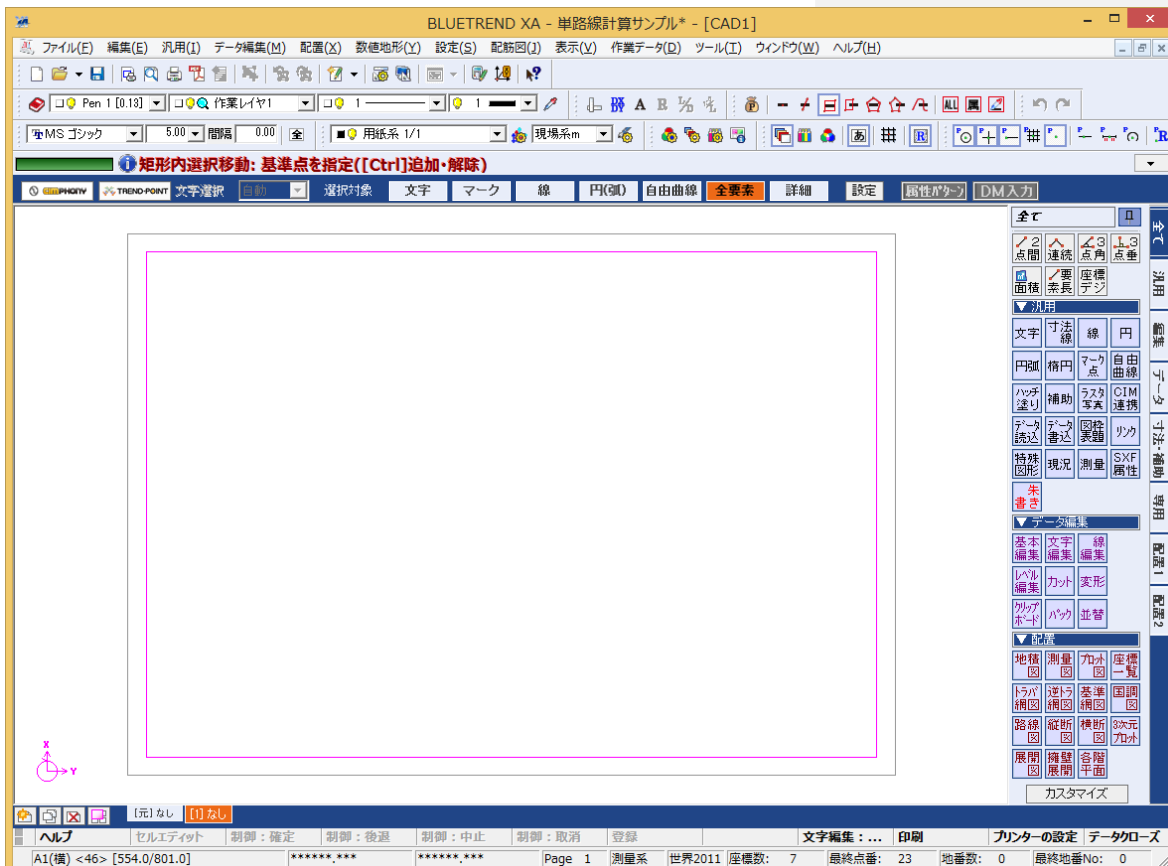 BLUETREND XA - 単路線計算サンプル* - [CAD1]
ファイル(F) 編集(E) 汎用(I) データ編集(M) 配置(X) 数値地形(Y) 設定(S) 配筋図(J) 表示(V) 作業データ(D) ツール(T) ウィンドウ(W) ヘルプ(H)
Pen 1 [0.13] 作業レイヤ1 1 1 ALL
MS ゴシック 5.00 間隔 0.00 全 用紙系 1/1 現場系m あ R
矩形内選択移動: 基準点を指定([Ctrl]追加・解除)
TREND-POINT 文字選択 自動 選択対象 文字 マーク 線 円(弧) 自由曲線 全要素 詳細 設定 属性パターン DM入力
全て
2点間 連続 3点角 3点垂
面積 要素長 座標デジ
▼ 汎用
文字 寸法線 線 円
円弧 楕円 マーク点 自由曲線
ハッチ塗り 補助 ラスタ写真 CIM連携
データ読込 データ書込 図枠表題 リンク
特殊図形 現況 測量 SXF属性
朱書き
▼ データ編集
基本編集 文字編集 線編集
レベル編集 カット 変形
クリップボード パック 並替
▼ 配置
地積図 測量図 プロット図 座標一覧
トラバ網図 逆トラ網図 基準網図 国調図
路線図 縦断図 横断図 3次元プロット
展開図 擁壁展開 各階平面
カスタマイズ
全て
汎用
編集
データ
寸法・補助
専用
配置1
配置2
X
Y
[元]なし [1]なし
ヘルプ セルエディット 制御：確定 制御：後退 制御：中止 制御：取消 登録 文字編集：... 印刷 プリンターの設定 データクローズ
A1(横) <46> [554.0/801.0] ******.*** ******.*** Page 1 測量系 世界2011 座標数: 7 最終点番: 23 地番数: 0 最終地番No: 0